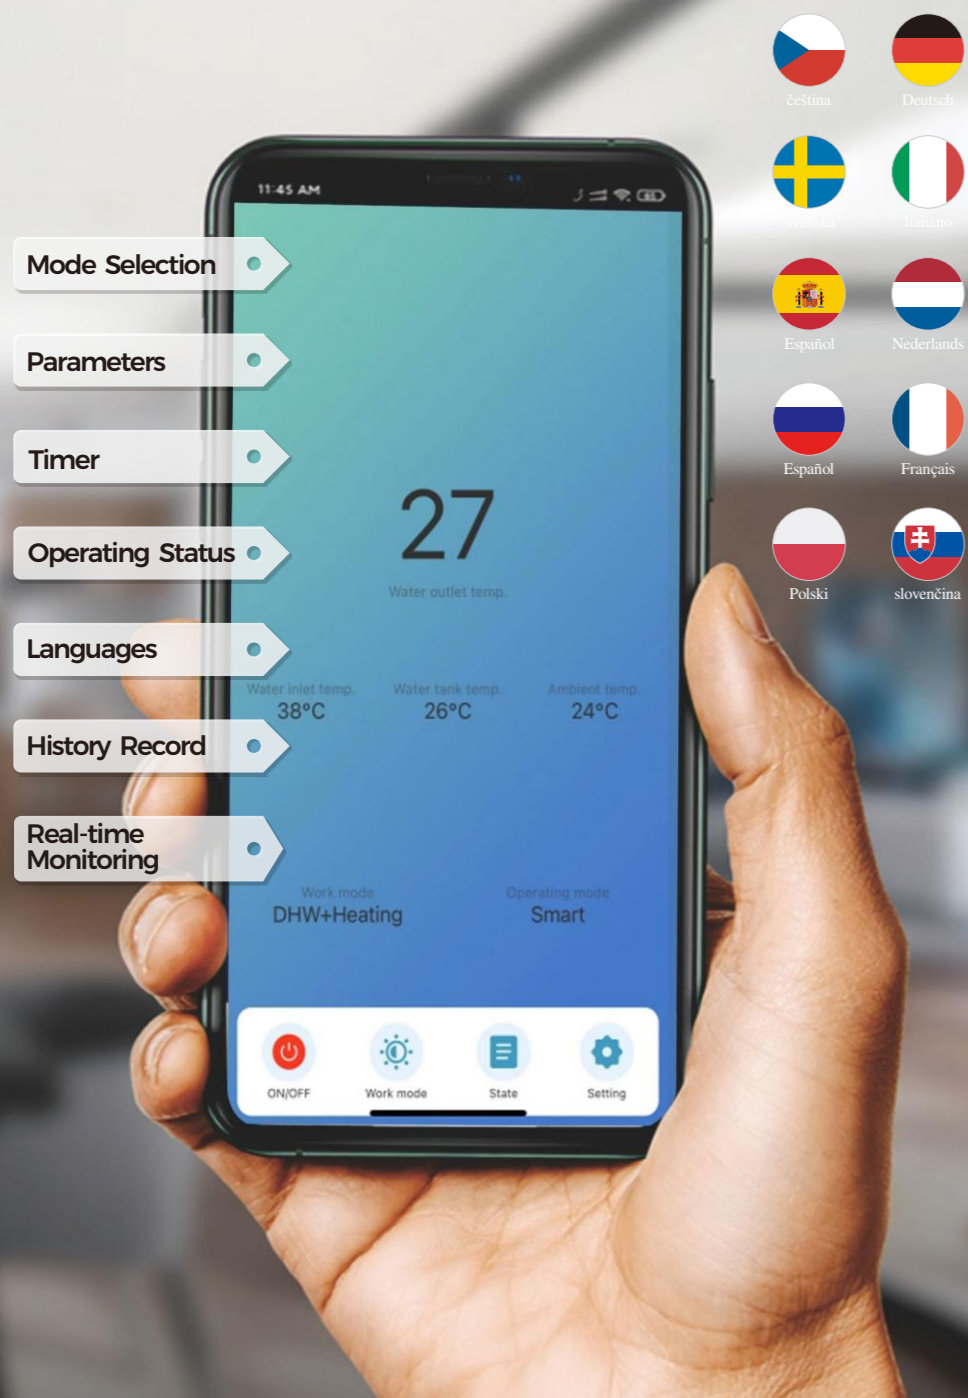 čeština
Deutsch
Svenska
Italiano
Español
Nederlands
Español
Français
Polski
slovenčina
11:45 AM
Mode Selection
Parameters
Timer
Operating Status
Languages
History Record
Real-time
Monitoring
27
Water outlet temp.
Water inlet temp.
Water tank temp.
Ambient temp.
38°C
26°C
24°C
Work mode
Operating mode
DHW+Heating
Smart
ON/OFF
Work mode
State
Setting